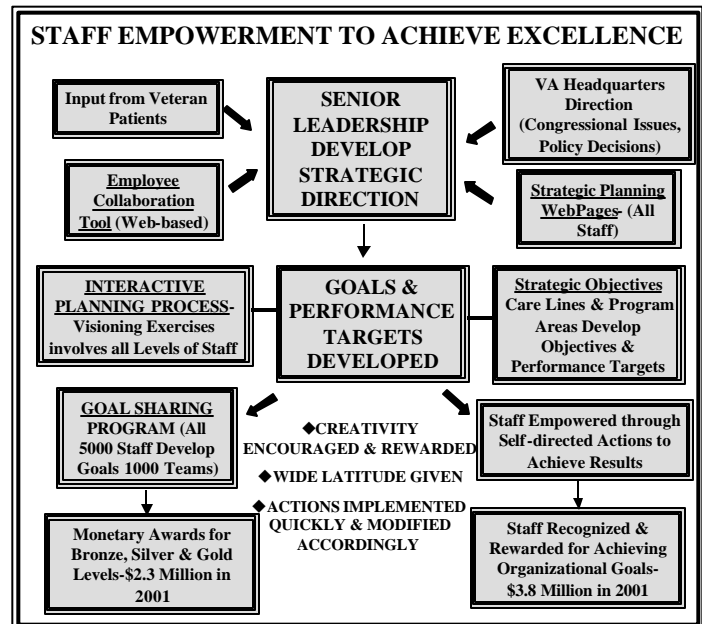 STAFF EMPOWERMENT TO ACHIEVE EXCELLENCE
Input from Veteran
Patients
Employee
Collaboration
Tool (Web-based)
SENIOR
LEADERSHIP
DEVELOP
STRATEGIC
DIRECTION
VA Headquarters
Direction
(Congressional Issues,
Policy Decisions)
Strategic Planning
WebPages- (All
Staff)
INTERACTIVE
PLANNING PROCESS-
Visioning Exercises
involves all Levels of Staff
GOALS &
PERFORMANCE
TARGETS
DEVELOPED
Strategic Objectives
Care Lines & Program
Areas Develop
Objectives &
Performance Targets
GOAL SHARING
PROGRAM (All
5000 Staff Develop
Goals 1000 Teams)
◆CREATIVITY
ENCOURAGED & REWARDED
◆WIDE LATITUDE GIVEN
◆ACTIONS IMPLEMENTED
QUICKLY & MODIFIED
ACCORDINGLY
Staff Empowered through
Self-directed Actions to
Achieve Results
Monetary Awards for
Bronze, Silver & Gold
Levels-$2.3 Million in
2001
Staff Recognized &
Rewarded for Achieving
Organizational Goals-
$3.8 Million in 2001